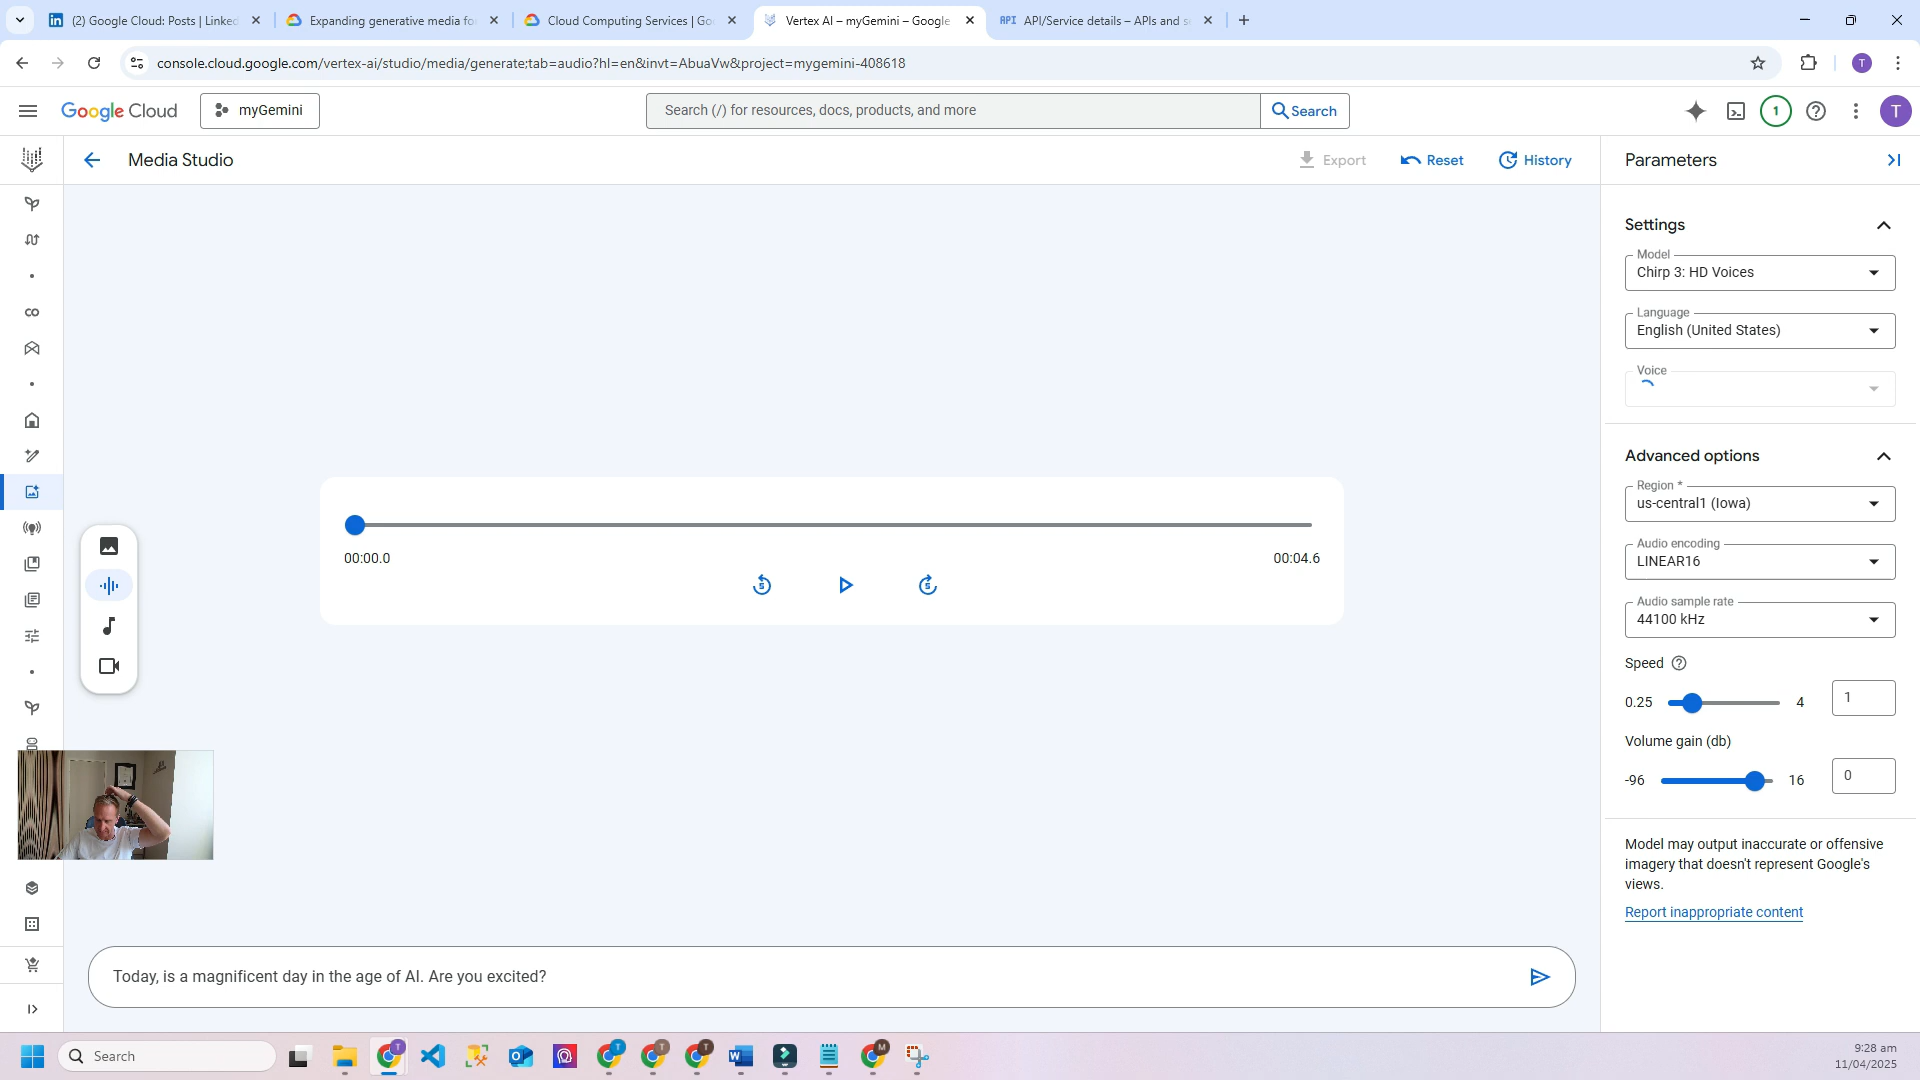 (2) Google Cloud: Posts | Linked
Expanding generative media fo
Cloud Computing Services | Go
Vertex AI – myGemini – Google
API API/Service details – APIs and s
console.cloud.google.com/vertex-ai/studio/media/generate;tab=audio?hl=en&invt=AbuaVw&project=mygemini-408618
T
Google Cloud
myGemini
Search (/) for resources, docs, products, and more
Search
1
T
Media Studio
Export
Reset
History
Parameters
Settings
Model
Chirp 3: HD Voices
Language
English (United States)
Voice
Advanced options
Region *
us-central1 (Iowa)
Audio encoding
LINEAR16
Audio sample rate
44100 kHz
Speed
0.25
4
1
Volume gain (db)
-96
16
0
Model may output inaccurate or offensive
imagery that doesn't represent Google's
views.
Report inappropriate content
00:00.0
00:04.6
5
5
Today, is a magnificent day in the age of AI. Are you excited?
Search
T
T
T
T
M
9:28 am
11/04/2025